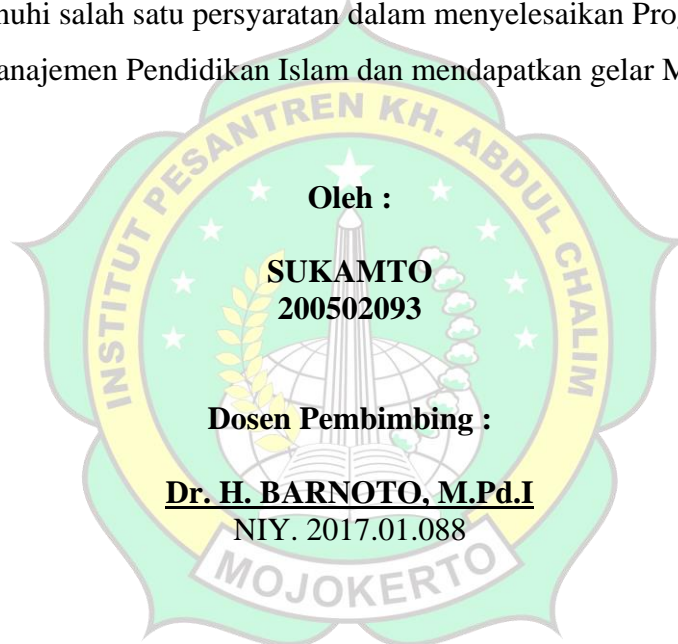 nuhi salah satu persyaratan dalam menyelesaikan Pro
anajemen Pendidikan Islam dan mendapatkan gelar M
INSTITUT PESANTREN KH. ABDUL CHALIM
Oleh :
SUKAMTO
200502093
Dosen Pembimbing :
Dr. H. BARNOTO, M.Pd.I
NIY. 2017.01.088
MOJOKERTO